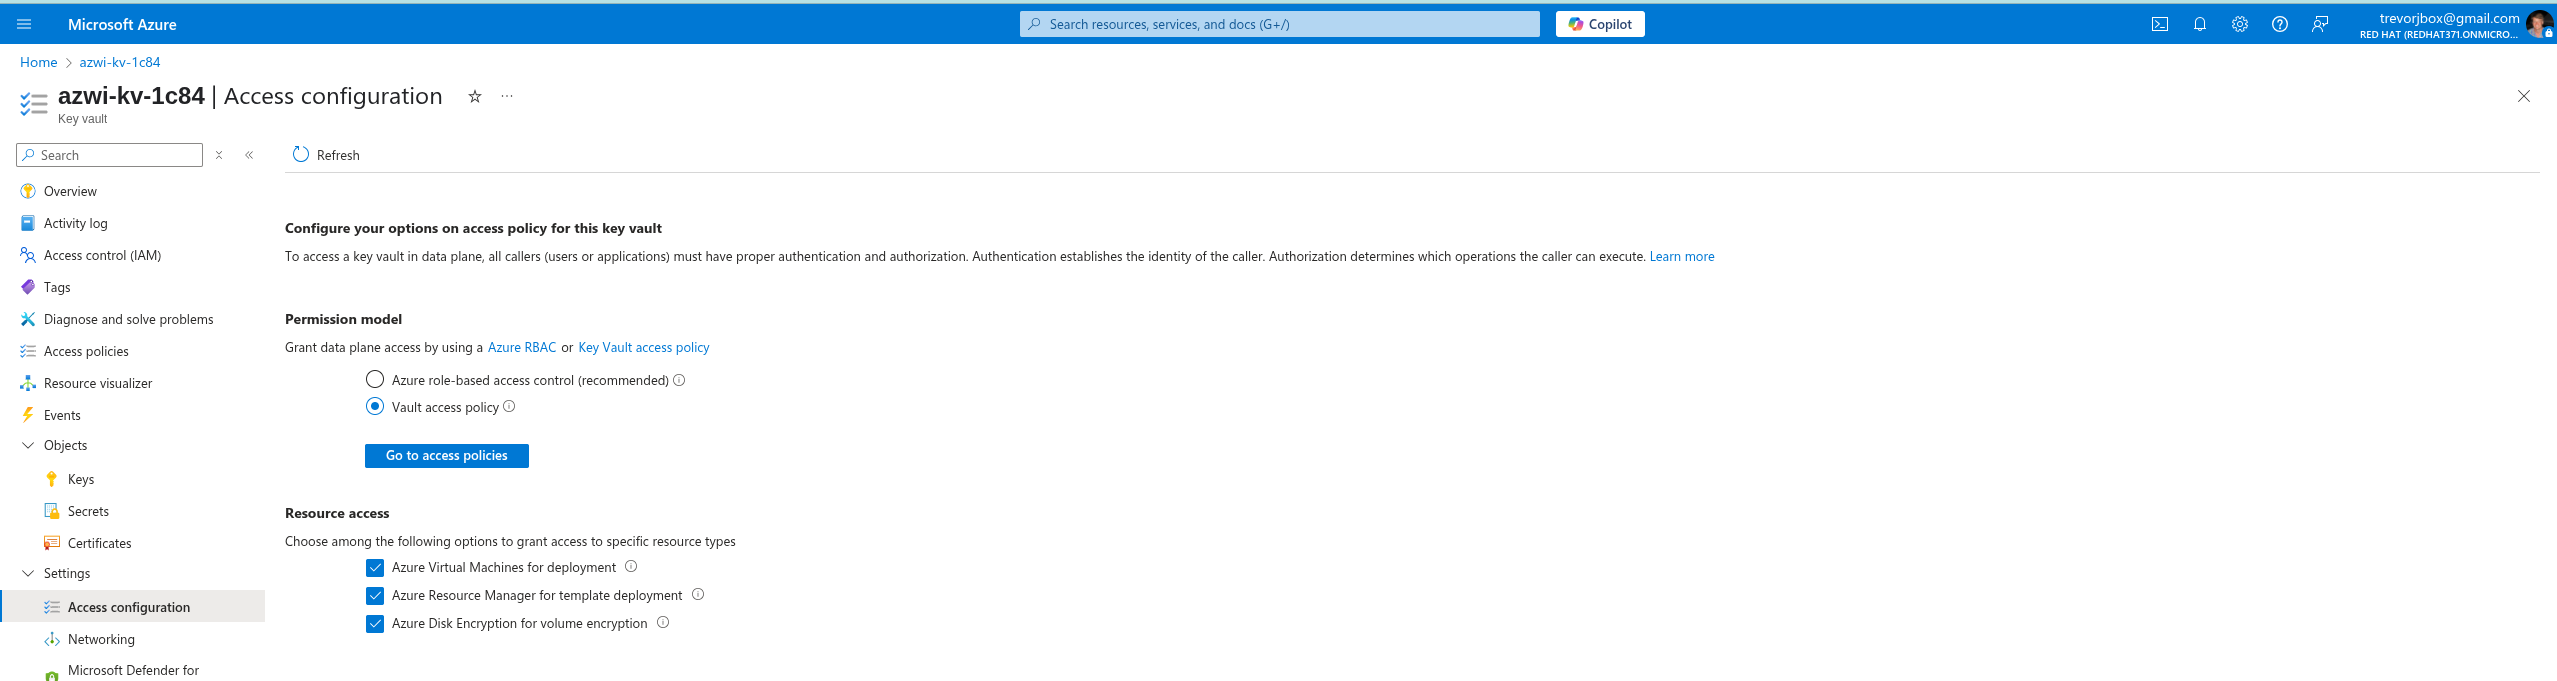 Microsoft Azure
Search resources, services, and docs (G+/)
Copilot
trevorjbox@gmail.com
RED HAT (REDHAT371.ONMICRO...
Home > azwi-kv-1c84
azwi-kv-1c84 | Access configuration
Key vault
Search
Refresh
Overview
Activity log
Access control (IAM)
Tags
Diagnose and solve problems
Access policies
Resource visualizer
Events
Objects
Keys
Secrets
Certificates
Settings
Access configuration
Networking
Microsoft Defender for
Configure your options on access policy for this key vault
To access a key vault in data plane, all callers (users or applications) must have proper authentication and authorization. Authentication establishes the identity of the caller. Authorization determines which operations the caller can execute. Learn more
Permission model
Grant data plane access by using a Azure RBAC or Key Vault access policy
Azure role-based access control (recommended)
Vault access policy
Go to access policies
Resource access
Choose among the following options to grant access to specific resource types
Azure Virtual Machines for deployment
Azure Resource Manager for template deployment
Azure Disk Encryption for volume encryption